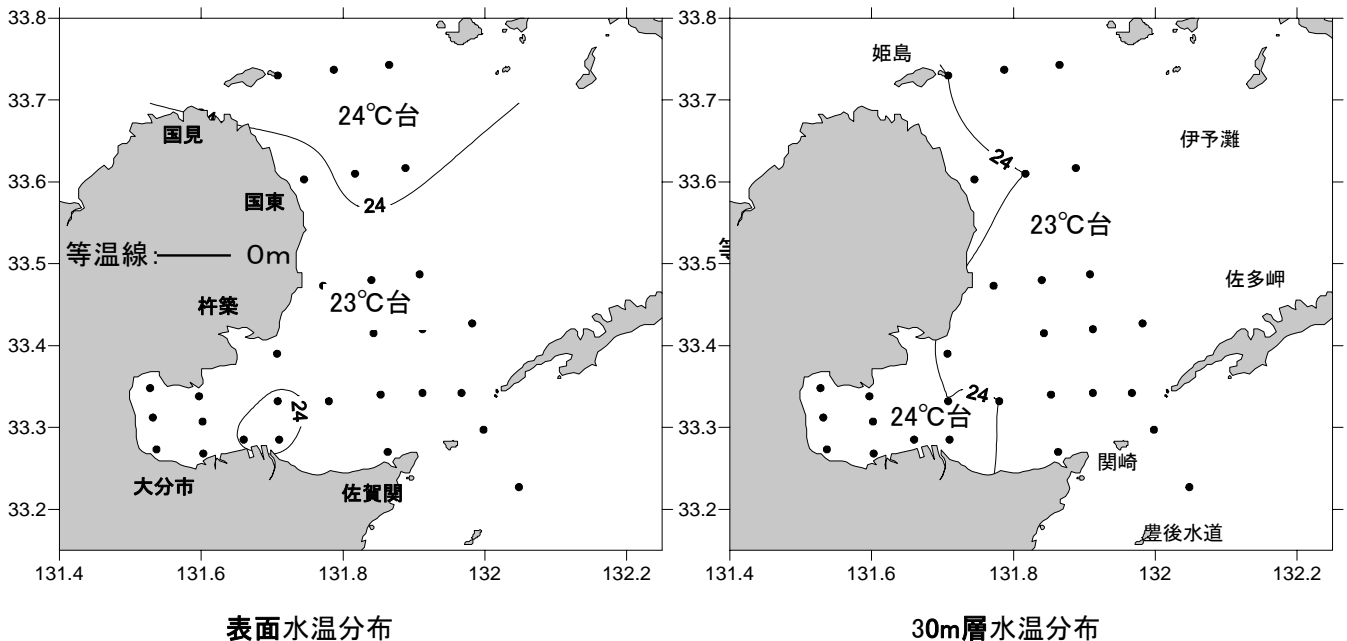 33.8
33.7
33.6
33.5
33.4
33.3
33.2
131.4
131.6
131.8
132
132.2
国見
24℃台
国東
24
等温線: 0m
杵築
23℃台
24
大分市
佐賀関
表面水温分布
33.8
33.7
33.6
33.5
33.4
33.3
33.2
131.4
131.6
131.8
132
132.2
姫島
伊予灘
24
23℃台
佐多岬
24
24℃台
関崎
豊後水道
30m層水温分布